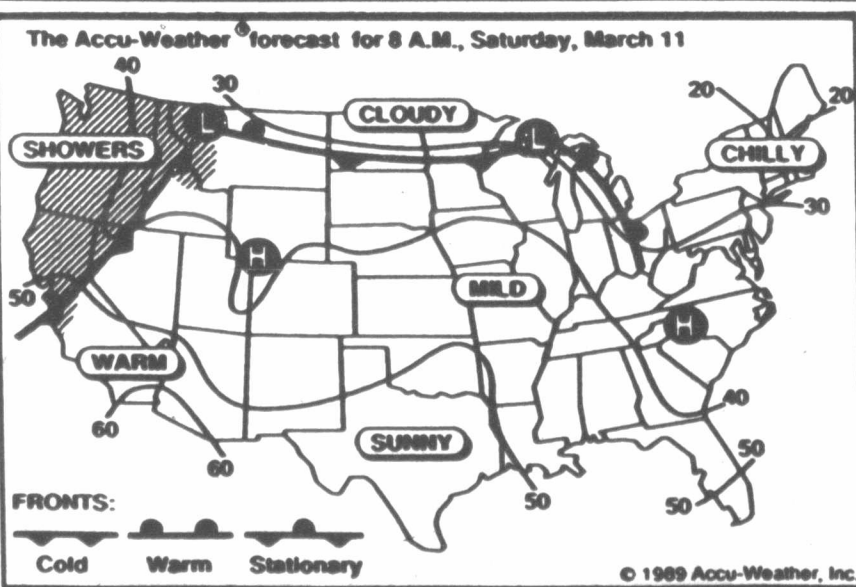 The Accu-Weather® forecast for 8 A.M., Saturday, March 11
40
30
20
20
CLOUDY
L
L
SHOWERS
CHILLY
30
H
50
MILD
H
WARM
40
60
SUNNY
50
60
50
50
FRONTS:
Cold Warm Stationary
© 1989 Accu-Weather, Inc